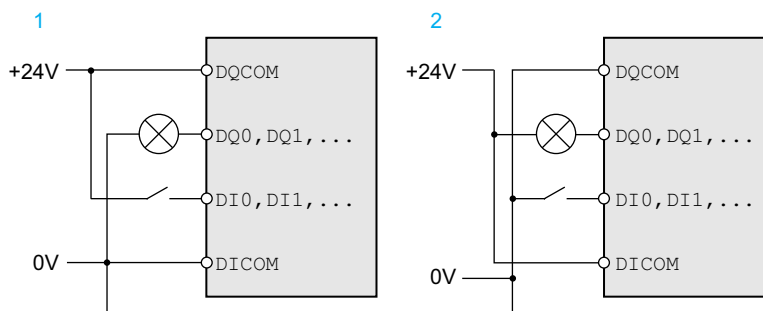 1
+24V
DQCOM
DQ0,DQ1,...
DI0,DI1,...
0V
DICOM
2
+24V
DQCOM
DQ0,DQ1,...
DI0,DI1,...
DICOM
0V